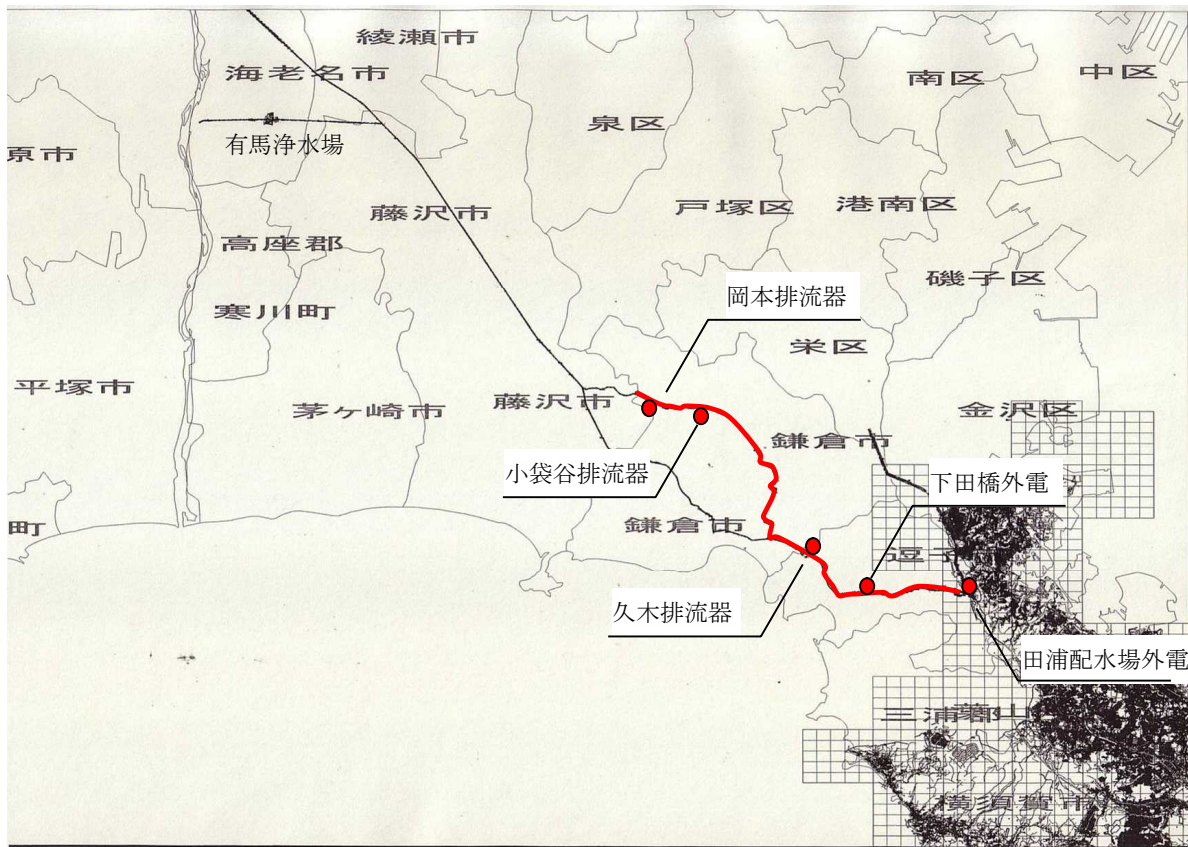 綾瀬市
海老名市
南区
中区
泉区
有馬浄水場
原市
藤沢市
戸塚区
港南区
高座郡
磯子区
岡本排流器
寒川町
栄区
平塚市
茅ヶ崎市
藤沢市
金沢区
鎌倉市
小袋谷排流器
下田橋外電
鎌倉市
町
逗子
久木排流器
田浦配水場外電
三浦郡
葉山
横須賀市